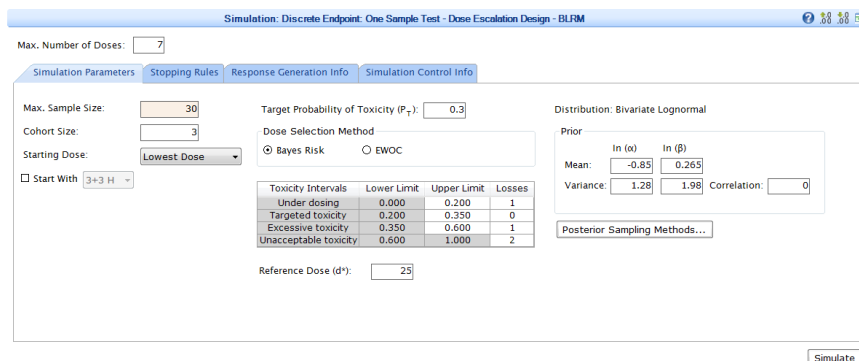 Simulation: Discrete Endpoint: One Sample Test - Dose Escalation Design - BLRM
Max. Number of Doses: 7
Simulation Parameters Stopping Rules Response Generation Info Simulation Control Info
Max. Sample Size: 30
Cohort Size: 3
Starting Dose: Lowest Dose
Start With 3+3 H
Target Probability of Toxicity (PT): 0.3
Dose Selection Method
Bayes Risk EWOC
Toxicity Intervals Lower Limit Upper Limit Losses
Under dosing 0.000 0.200 1
Targeted toxicity 0.200 0.350 0
Excessive toxicity 0.350 0.600 1
Unacceptable toxicity 0.600 1.000 2
Reference Dose (d*): 25
Distribution: Bivariate Lognormal
Prior
ln (α) ln (β)
Mean: -0.85 0.265
Variance: 1.28 1.98 Correlation: 0
Posterior Sampling Methods...
Simulate